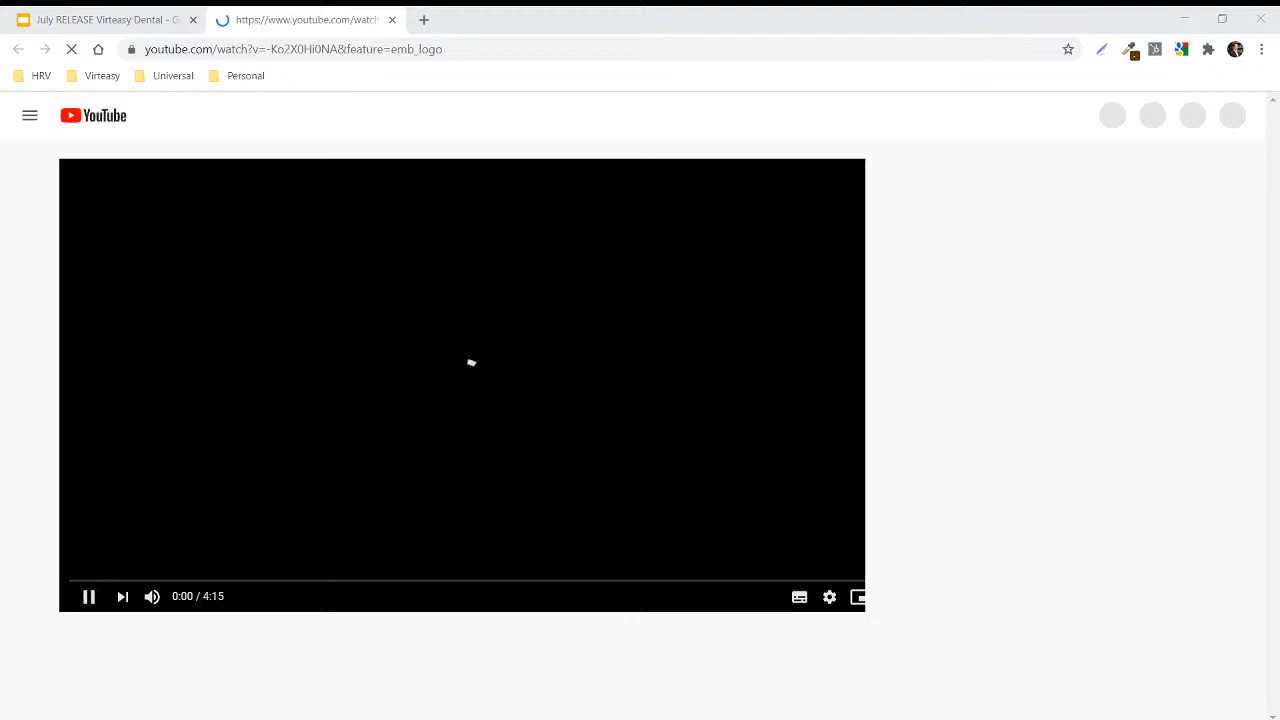 July RELEASE Virteasy Dental - G
https://www.youtube.com/watch
youtube.com/watch?v=-Ko2X0Hi0NA&feature=emb_logo
HRV
Virteasy
Universal
Personal
YouTube
0:00 / 4:15